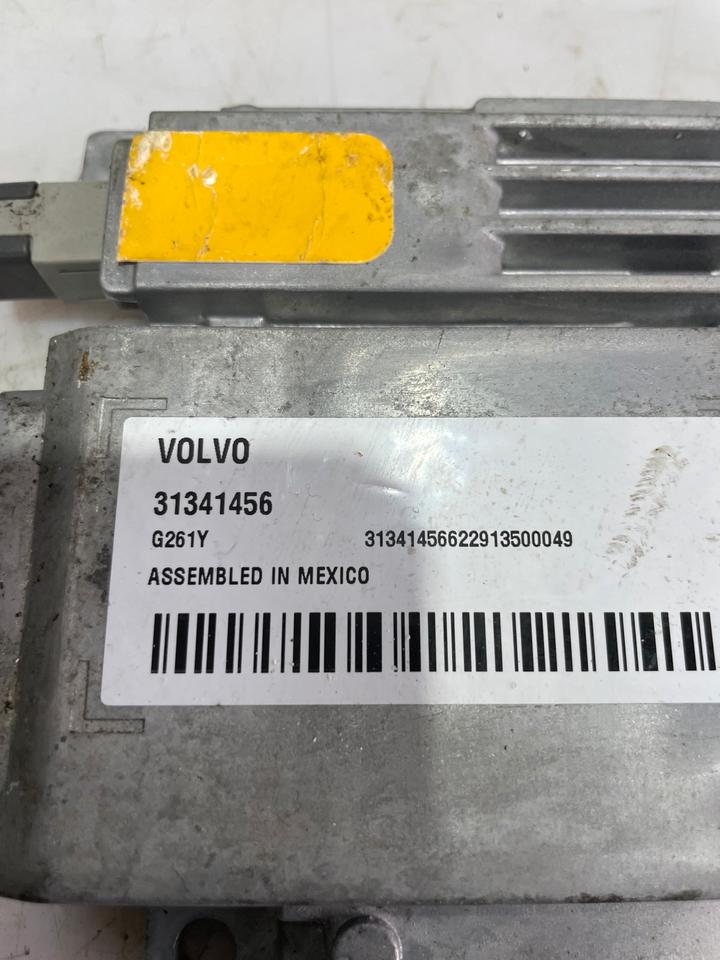 VOLVO
31341456
G261Y 31341456622913500049
ASSEMBLED IN MEXICO